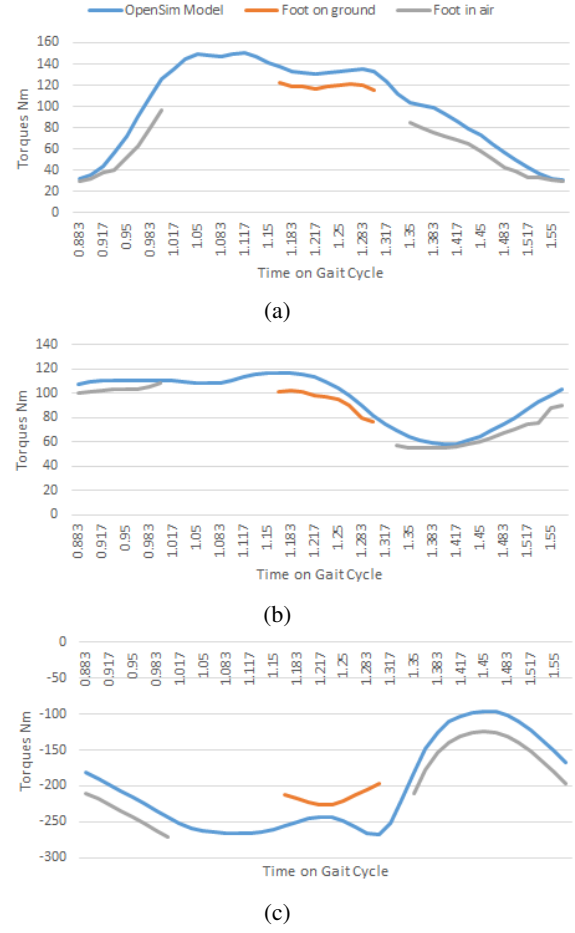 (a)
OpenSim Model Foot on ground Foot in air
160
140
120
100
80
60
40
20
0
Torques Nm
0.883 0.917 0.95 0.983 1.017 1.05 1.083 1.117 1.15 1.183 1.217 1.25 1.283 1.317 1.35 1.383 1.417 1.45 1.483 1.517 1.55
Time on Gait Cycle
(a)
140
120
100
80
60
40
20
0
Torques Nm
0.883 0.917 0.95 0.983 1.017 1.05 1.083 1.117 1.15 1.183 1.217 1.25 1.283 1.317 1.35 1.383 1.417 1.45 1.483 1.517 1.55
Time on Gait Cycle
(b)
0
-50
-100
-150
-200
-250
-300
Torques Nm
0.883 0.917 0.95 0.983 1.017 1.05 1.083 1.117 1.15 1.183 1.217 1.25 1.283 1.317 1.35 1.383 1.417 1.45 1.483 1.517 1.55
Time on Gait Cycle
(c)